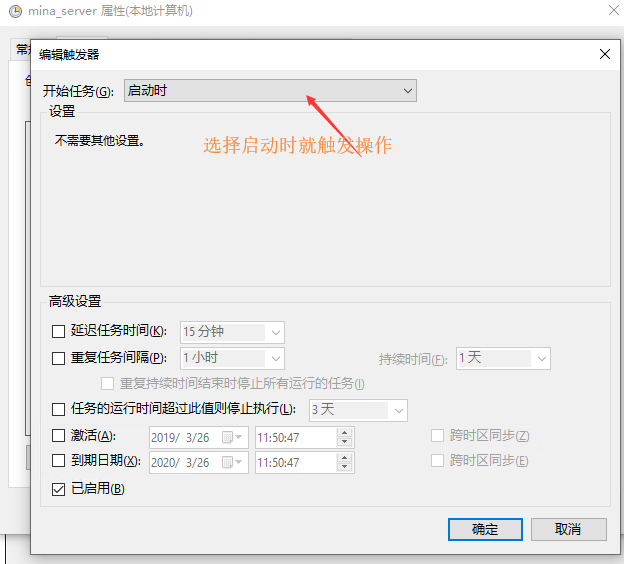 mina_server 属性(本地计算机)
编辑触发器
开始任务(G):
启动时
设置
不需要其他设置。
选择启动时就触发操作
高级设置
延迟任务时间(K):
15 分钟
重复任务间隔(P):
1 小时
持续时间(F):
1 天
重复持续时间结束时停止所有运行的任务(I)
任务的运行时间超过此值则停止执行(L):
3 天
激活(A):
2019/ 3/26
11:50:47
跨时区同步(Z)
到期日期(X):
2020/ 3/26
11:50:47
跨时区同步(E)
已启用(B)
确定
取消